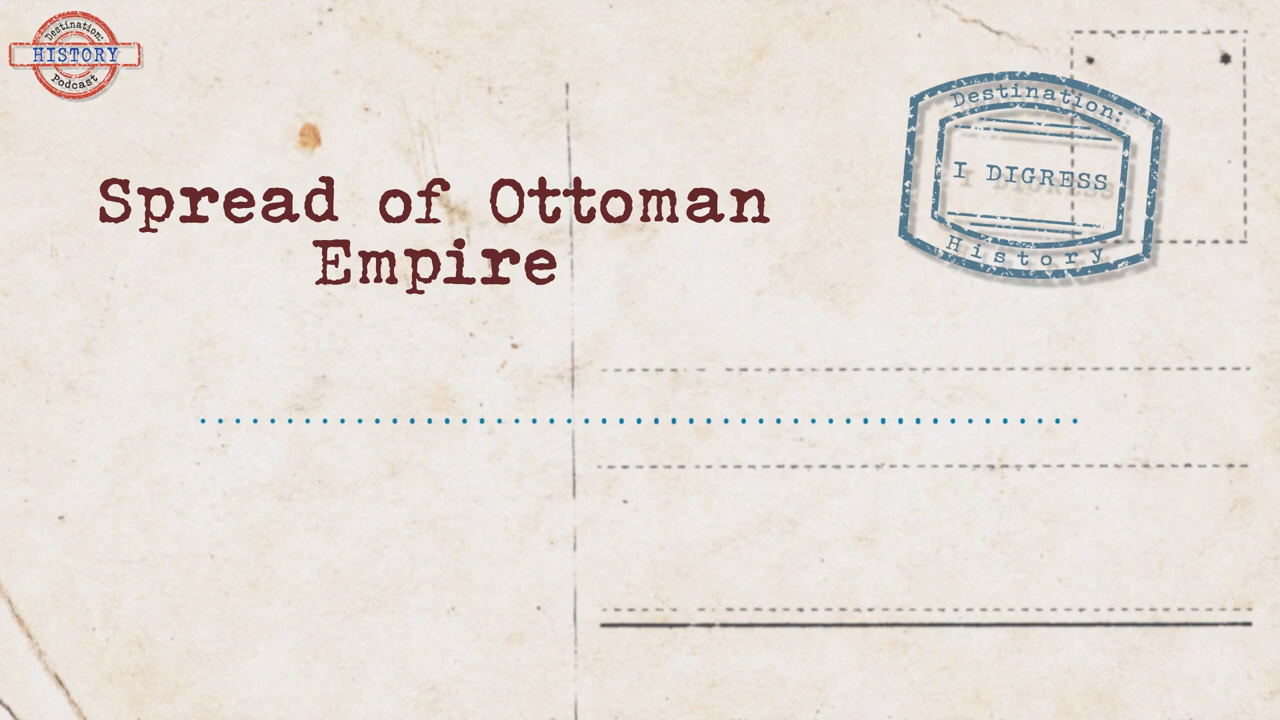 Destination:
HISTORY
Podcast
Destination:
I DIGRESS
History
Spread of Ottoman
Empire